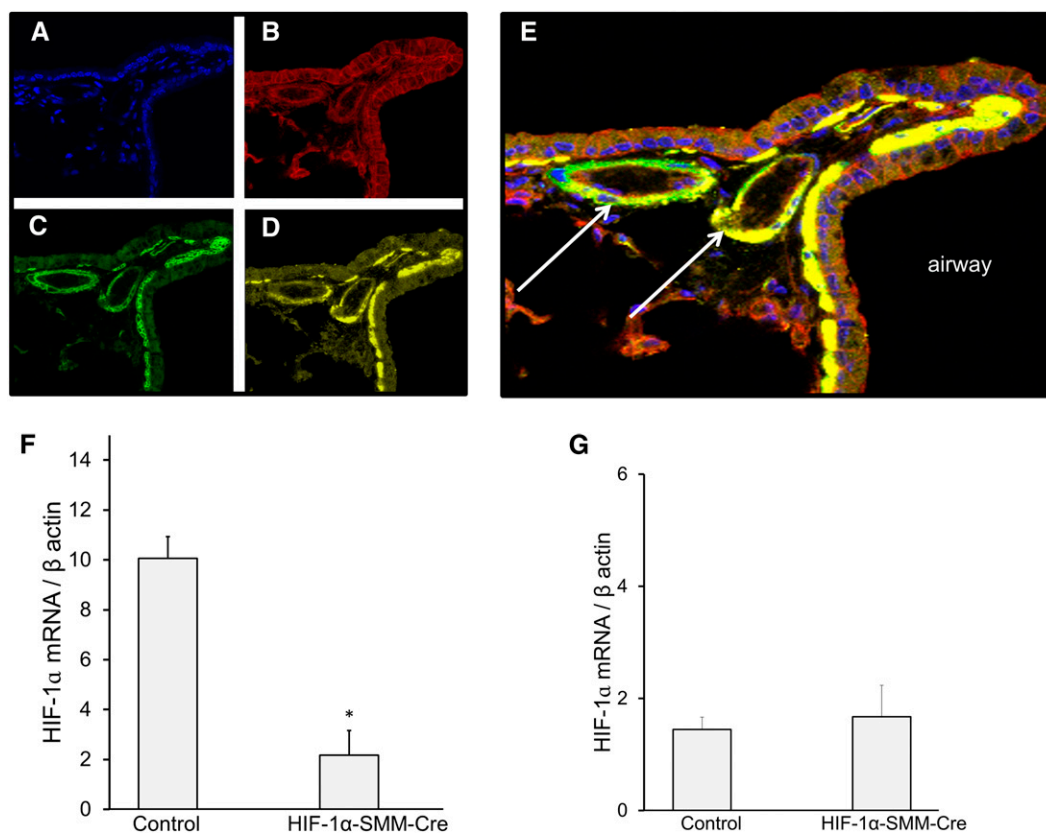 A
B
C
D
E
airway
F
HIF-1α mRNA / β actin
14
12
10
8
6
4
2
0
*
Control
HIF-1α-SMM-Cre
G
HIF-1α mRNA / β actin
6
4
2
0
Control
HIF-1α-SMM-Cre